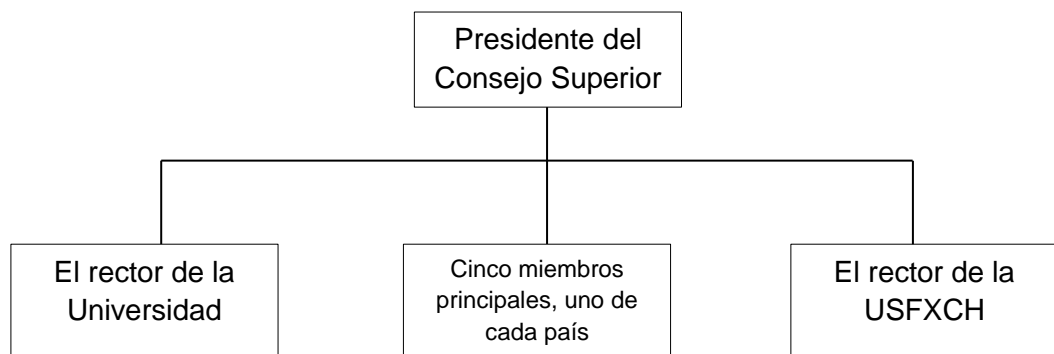 Presidente del
Consejo Superior
El rector de la
Universidad
Cinco miembros
principales, uno de
cada país
El rector de la
USFXCH